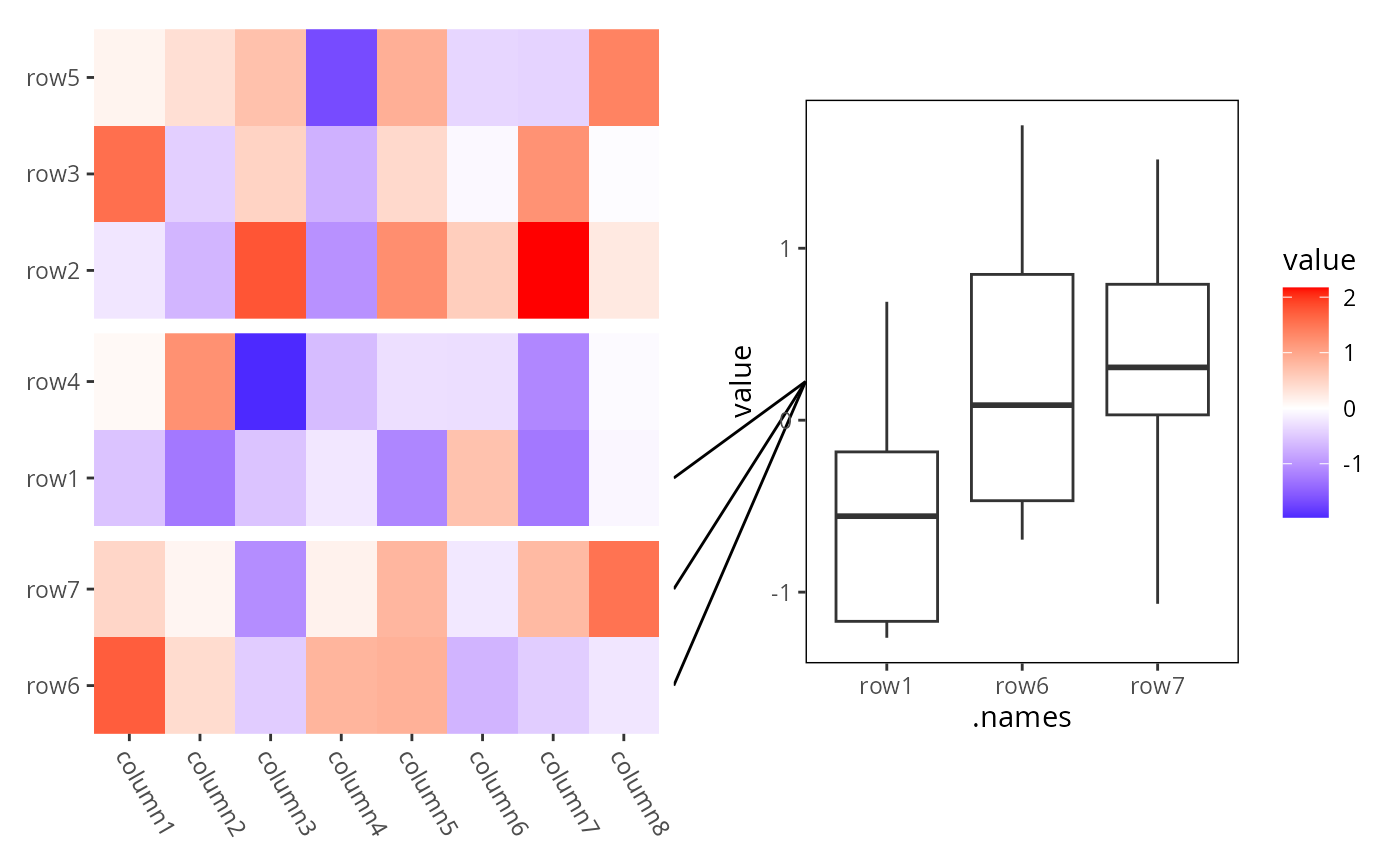 row5
row3
row2
row4
row1
row7
row6
column1
column2
column3
column4
column5
column6
column7
column8
value
1
0
-1
row1
row6
row7
.names
value
2
1
0
-1